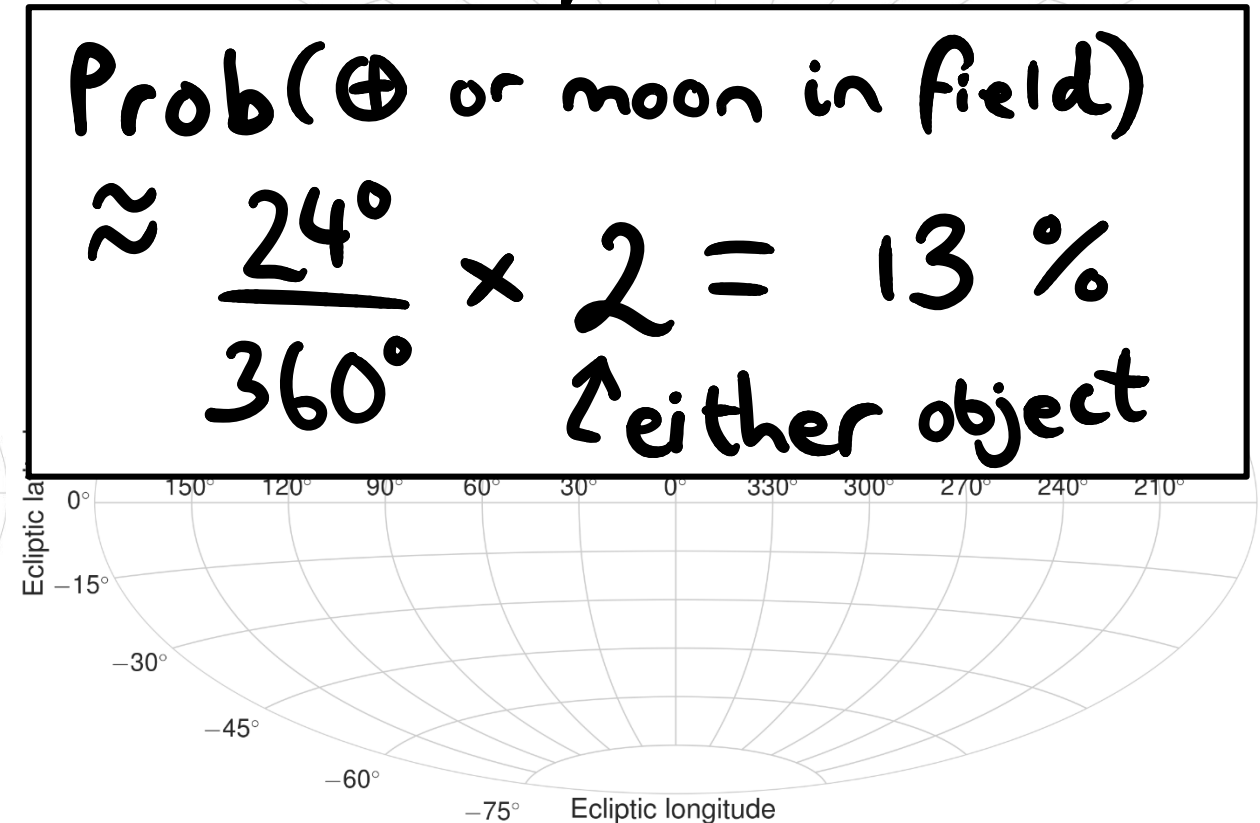 Prob(⊕ or moon in field)
≈ 24°/360° × 2 = 13 %
↑ either object
0° 150° 120° 90° 60° 30° 0° 330° 300° 270° 240° 210°
Ecliptic la
−15°
−30°
−45°
−60°
−75° Ecliptic longitude